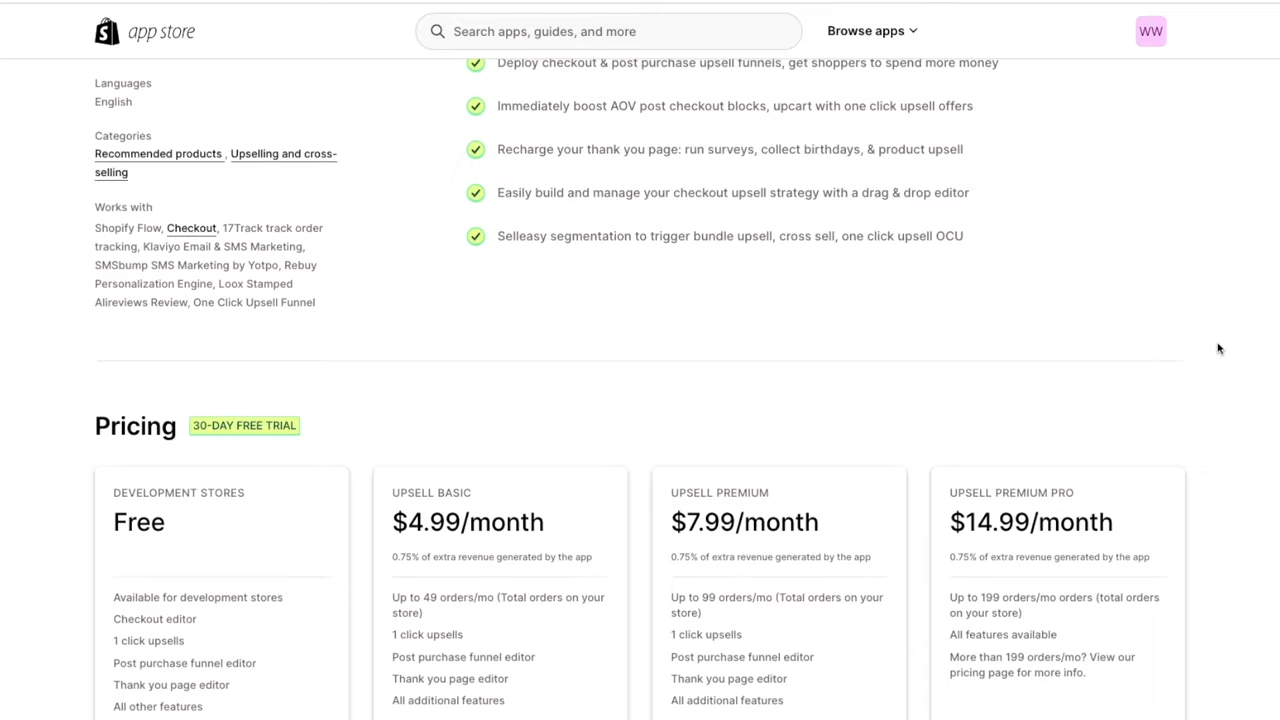 app store
Search apps, guides, and more
Browse apps
WW
Languages
English
Categories
Recommended products , Upselling and cross-
selling
Works with
Shopify Flow, Checkout, 17Track track order
tracking, Klaviyo Email & SMS Marketing,
SMSbump SMS Marketing by Yotpo, Rebuy
Personalization Engine, Loox Stamped
Alireviews Review, One Click Upsell Funnel
Deploy checkout & post purchase upsell funnels, get shoppers to spend more money
Immediately boost AOV post checkout blocks, upcart with one click upsell offers
Recharge your thank you page: run surveys, collect birthdays, & product upsell
Easily build and manage your checkout upsell strategy with a drag & drop editor
Selleasy segmentation to trigger bundle upsell, cross sell, one click upsell OCU
Pricing
30-DAY FREE TRIAL
DEVELOPMENT STORES
Free
Available for development stores
Checkout editor
1 click upsells
Post purchase funnel editor
Thank you page editor
All other features
UPSELL BASIC
$4.99/month
0.75% of extra revenue generated by the app
Up to 49 orders/mo (Total orders on your
store)
1 click upsells
Post purchase funnel editor
Thank you page editor
All additional features
UPSELL PREMIUM
$7.99/month
0.75% of extra revenue generated by the app
Up to 99 orders/mo (Total orders on your
store)
1 click upsells
Post purchase funnel editor
Thank you page editor
All additional features
UPSELL PREMIUM PRO
$14.99/month
0.75% of extra revenue generated by the app
Up to 199 orders/mo orders (total orders
on your store)
All features available
More than 199 orders/mo? View our
pricing page for more info.